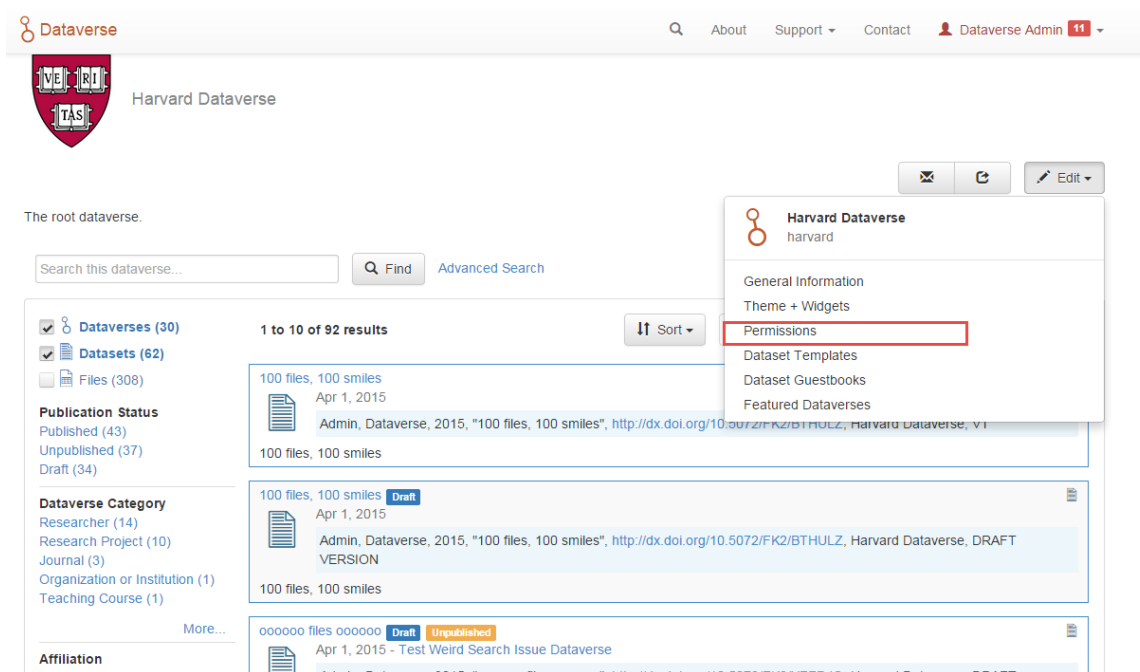 Dataverse
About Support Contact Dataverse Admin 11
VE RI
TAS
Harvard Dataverse
Edit
The root dataverse.
Harvard Dataverse
harvard
Search this dataverse...
Find
Advanced Search
General Information
Theme + Widgets
Permissions
Dataset Templates
Dataset Guestbooks
Featured Dataverses
Dataverses (30)
Datasets (62)
Files (308)
Publication Status
Published (43)
Unpublished (37)
Draft (34)
Dataverse Category
Researcher (14)
Research Project (10)
Journal (3)
Organization or Institution (1)
Teaching Course (1)
More...
Affiliation
1 to 10 of 92 results
Sort
100 files, 100 smiles
Apr 1, 2015
Admin, Dataverse, 2015, "100 files, 100 smiles", http://dx.doi.org/10.5072/FK2/BTHULZ, Harvard Dataverse, V1
100 files, 100 smiles
100 files, 100 smiles Draft
Apr 1, 2015
Admin, Dataverse, 2015, "100 files, 100 smiles", http://dx.doi.org/10.5072/FK2/BTHULZ, Harvard Dataverse, DRAFT
VERSION
100 files, 100 smiles
oooooo files oooooo Draft Unpublished
Apr 1, 2015 - Test Weird Search Issue Dataverse